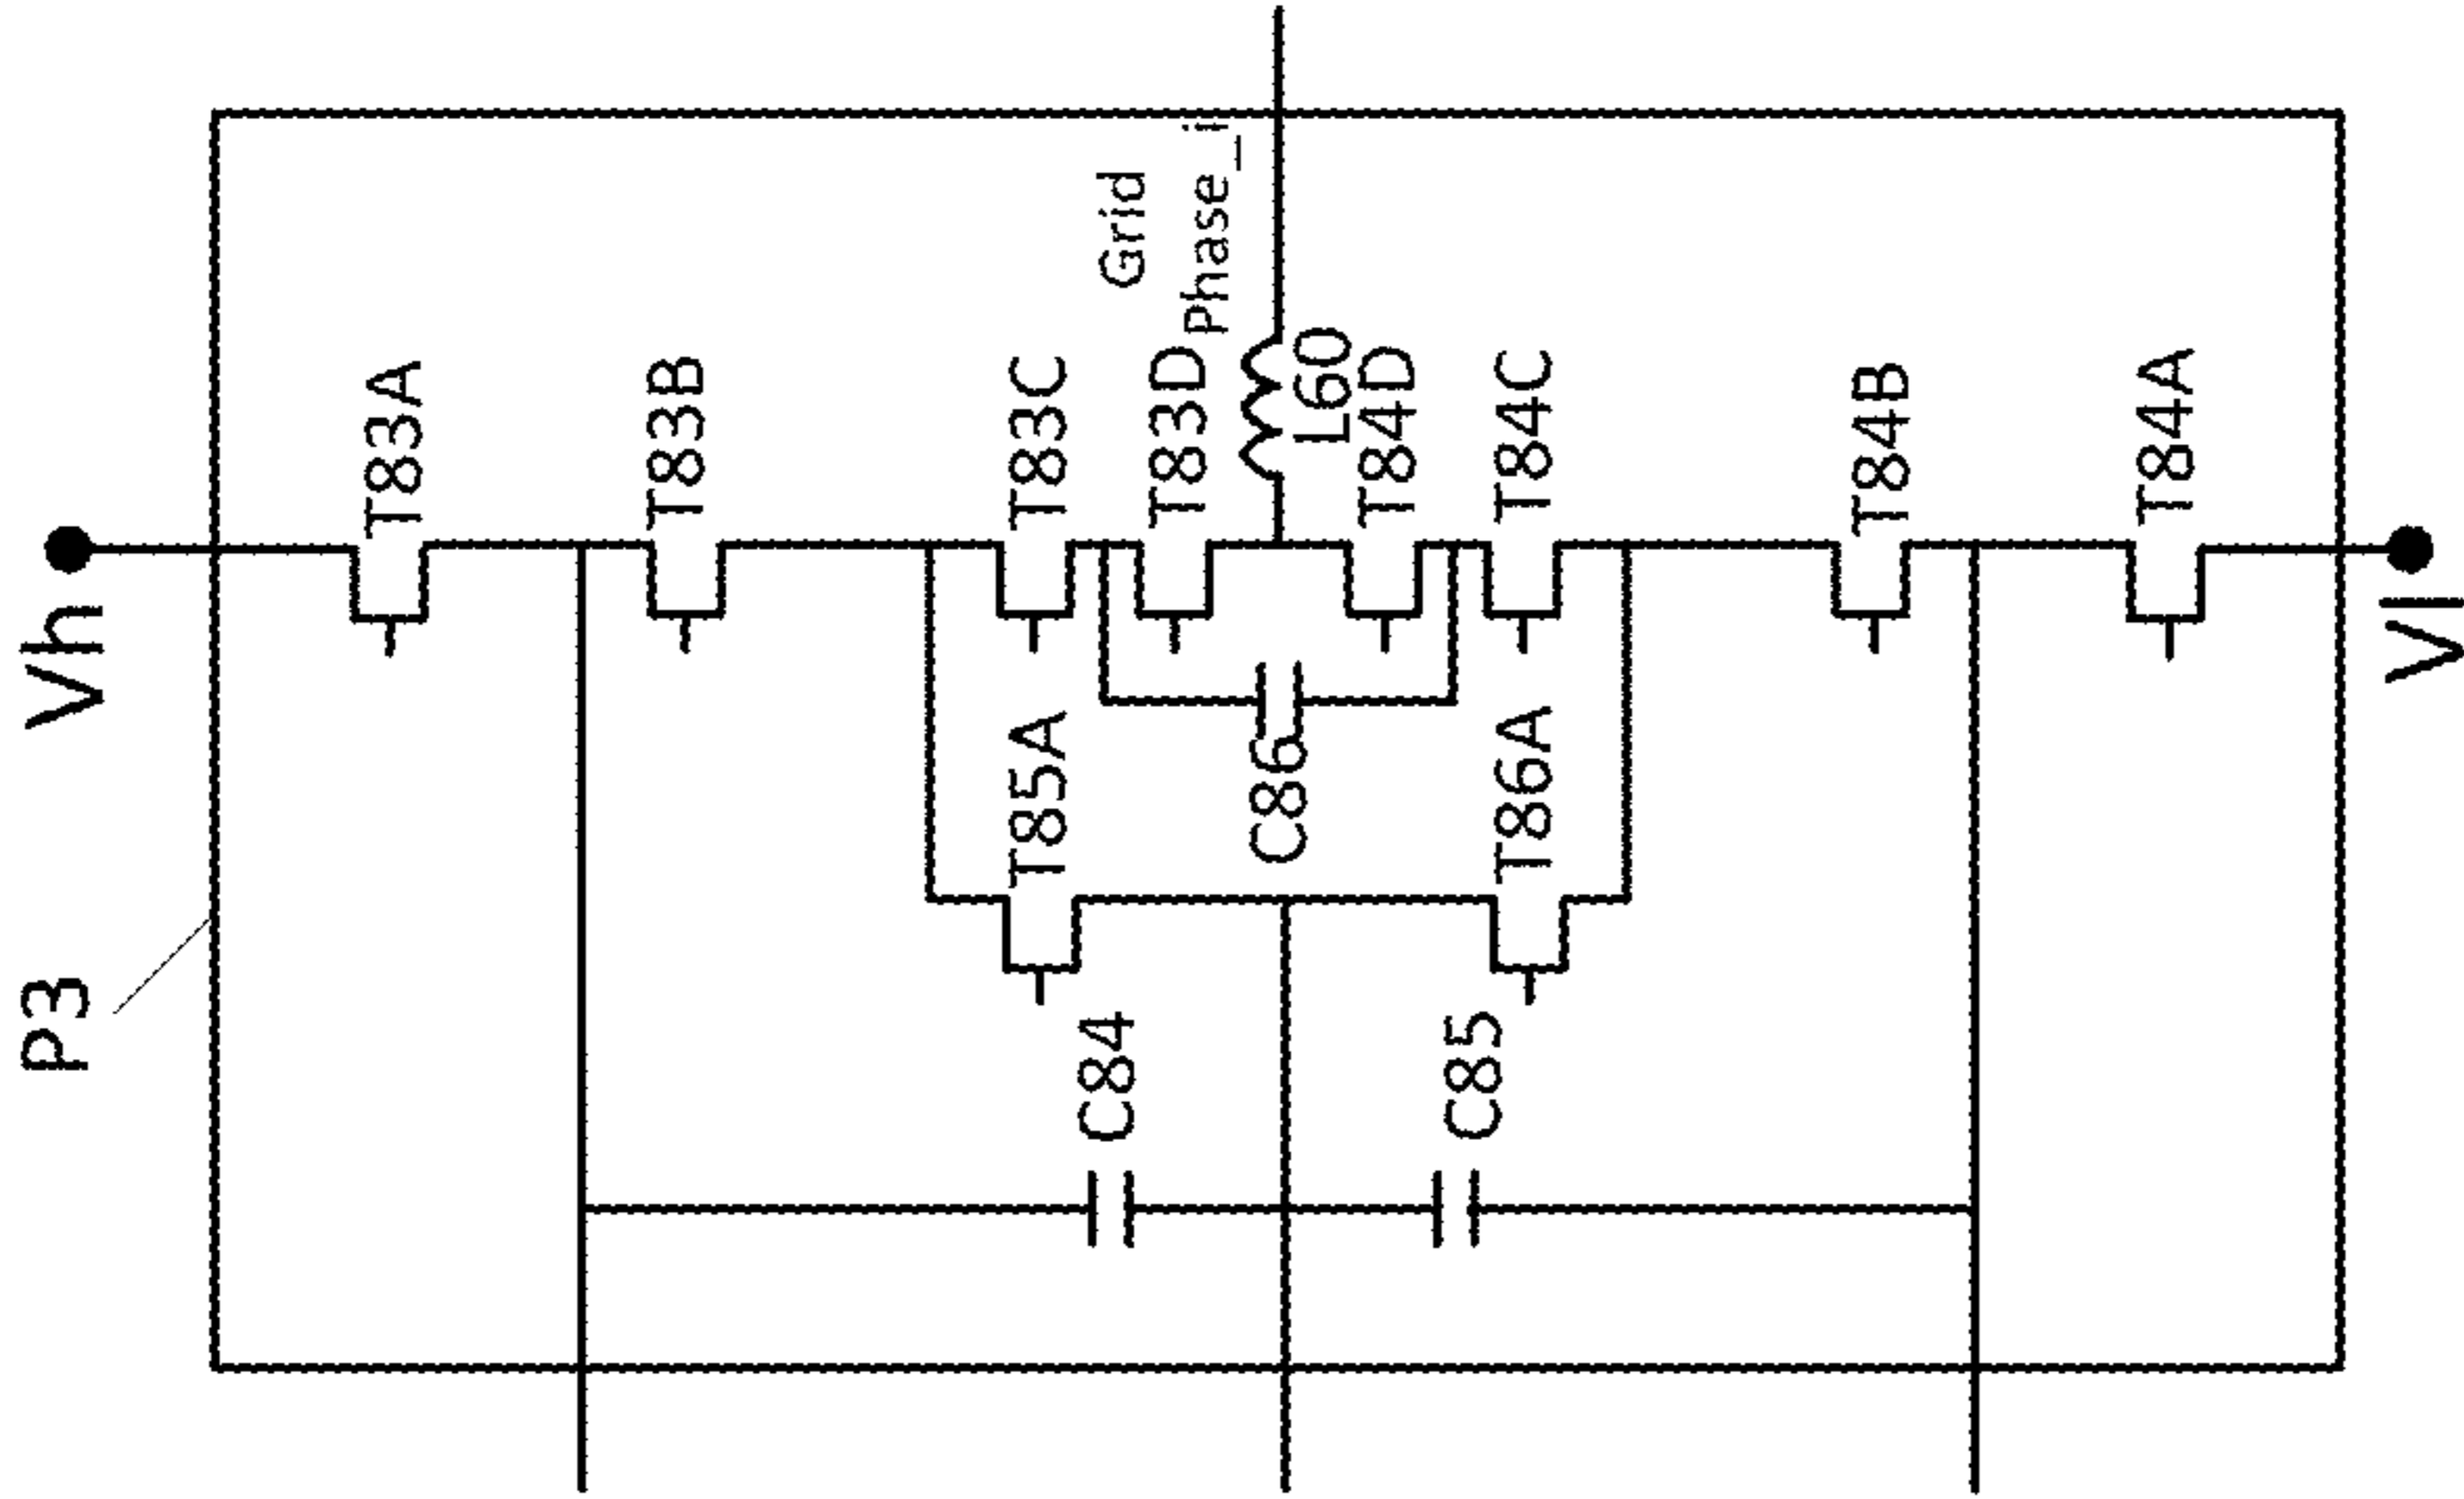 P3
Vh
T83A
T83B
T83C
T83D
Grid
Phase_i
L60
T84D
T84C
T84B
T84A
T85A
C86
T86A
C84
C85
Vl